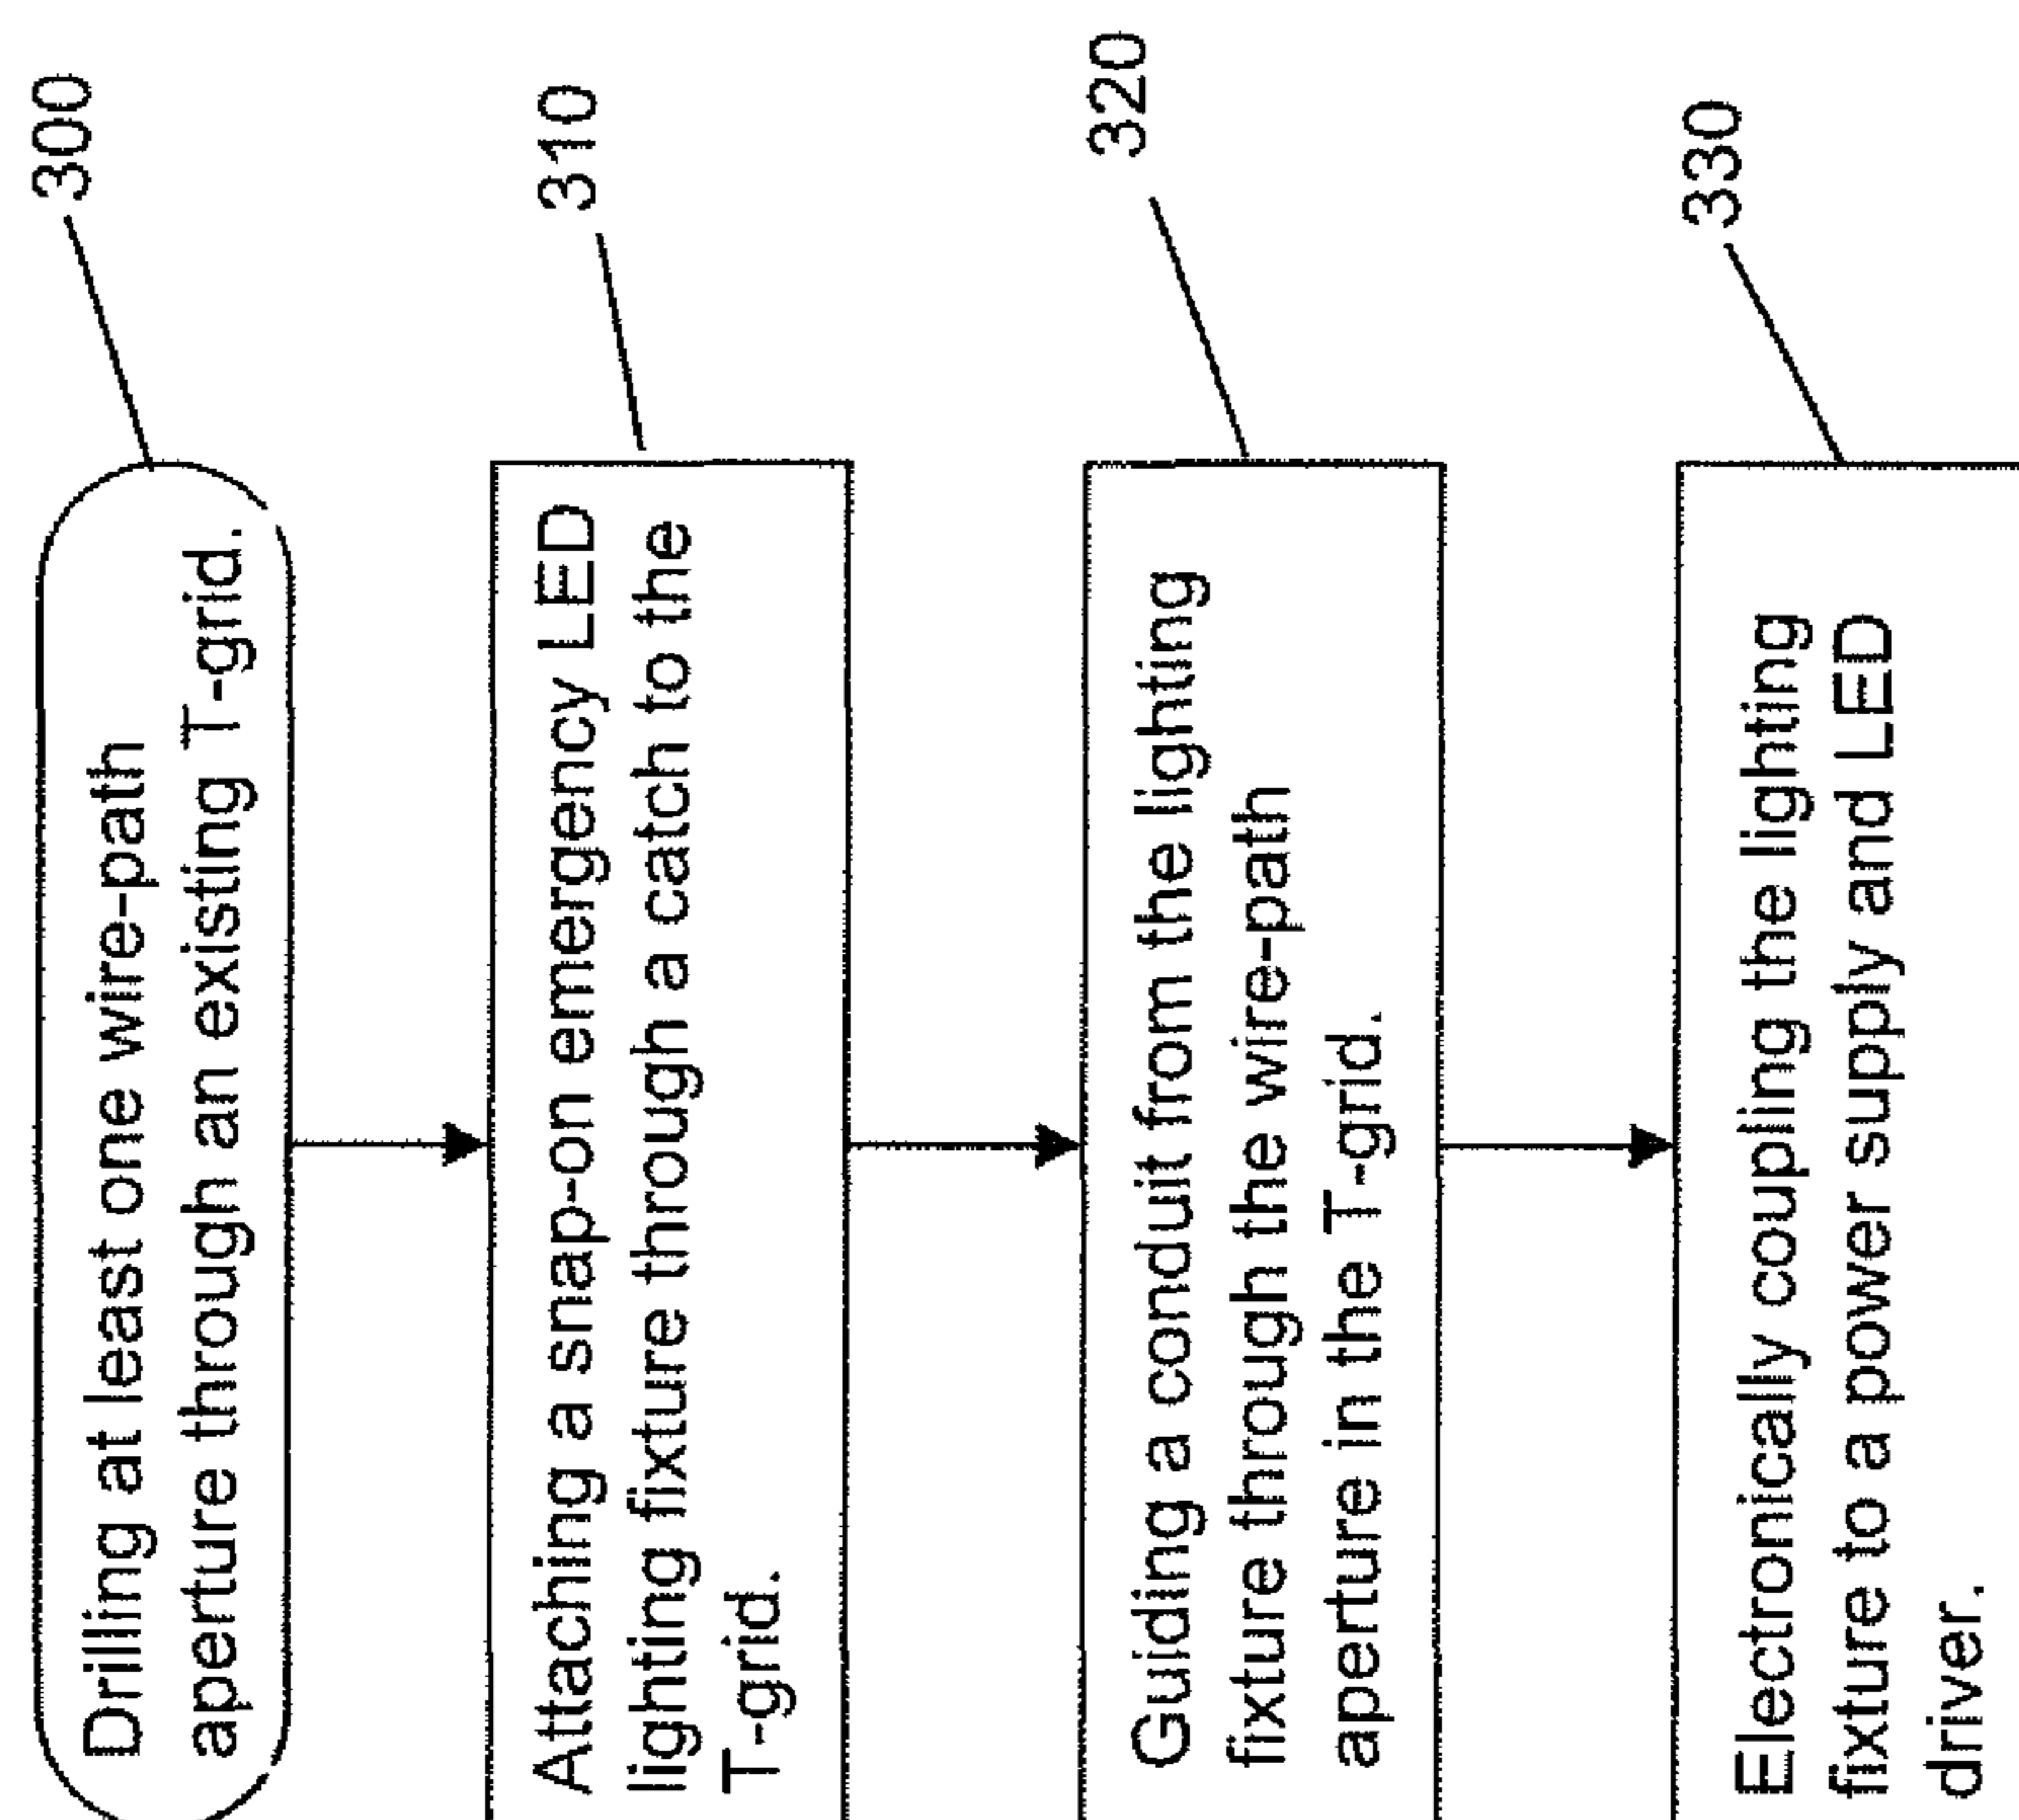 300
Drilling at least one wire-path
aperture through an existing T-grid.
310
Attaching a snap-on emergency LED
lighting fixture through a catch to the
T-grid.
320
Guiding a conduit from the lighting
fixture through the wire-path
aperture in the T-grid.
330
Electronically coupling the lighting
fixture to a power supply and LED
driver.